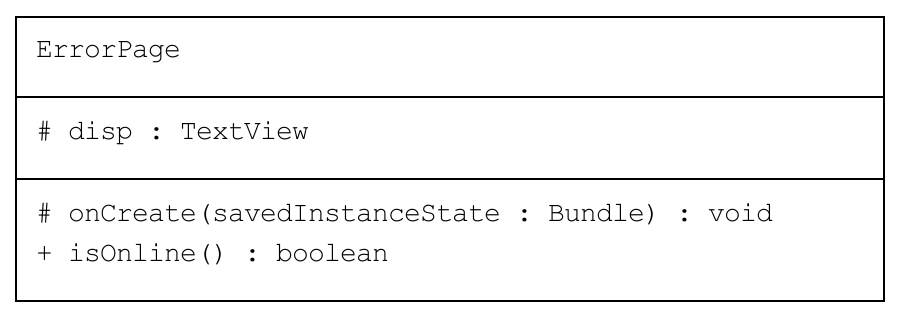 ErrorPage
# disp : TextView
# onCreate(savedInstanceState : Bundle) : void
+ isOnline() : boolean